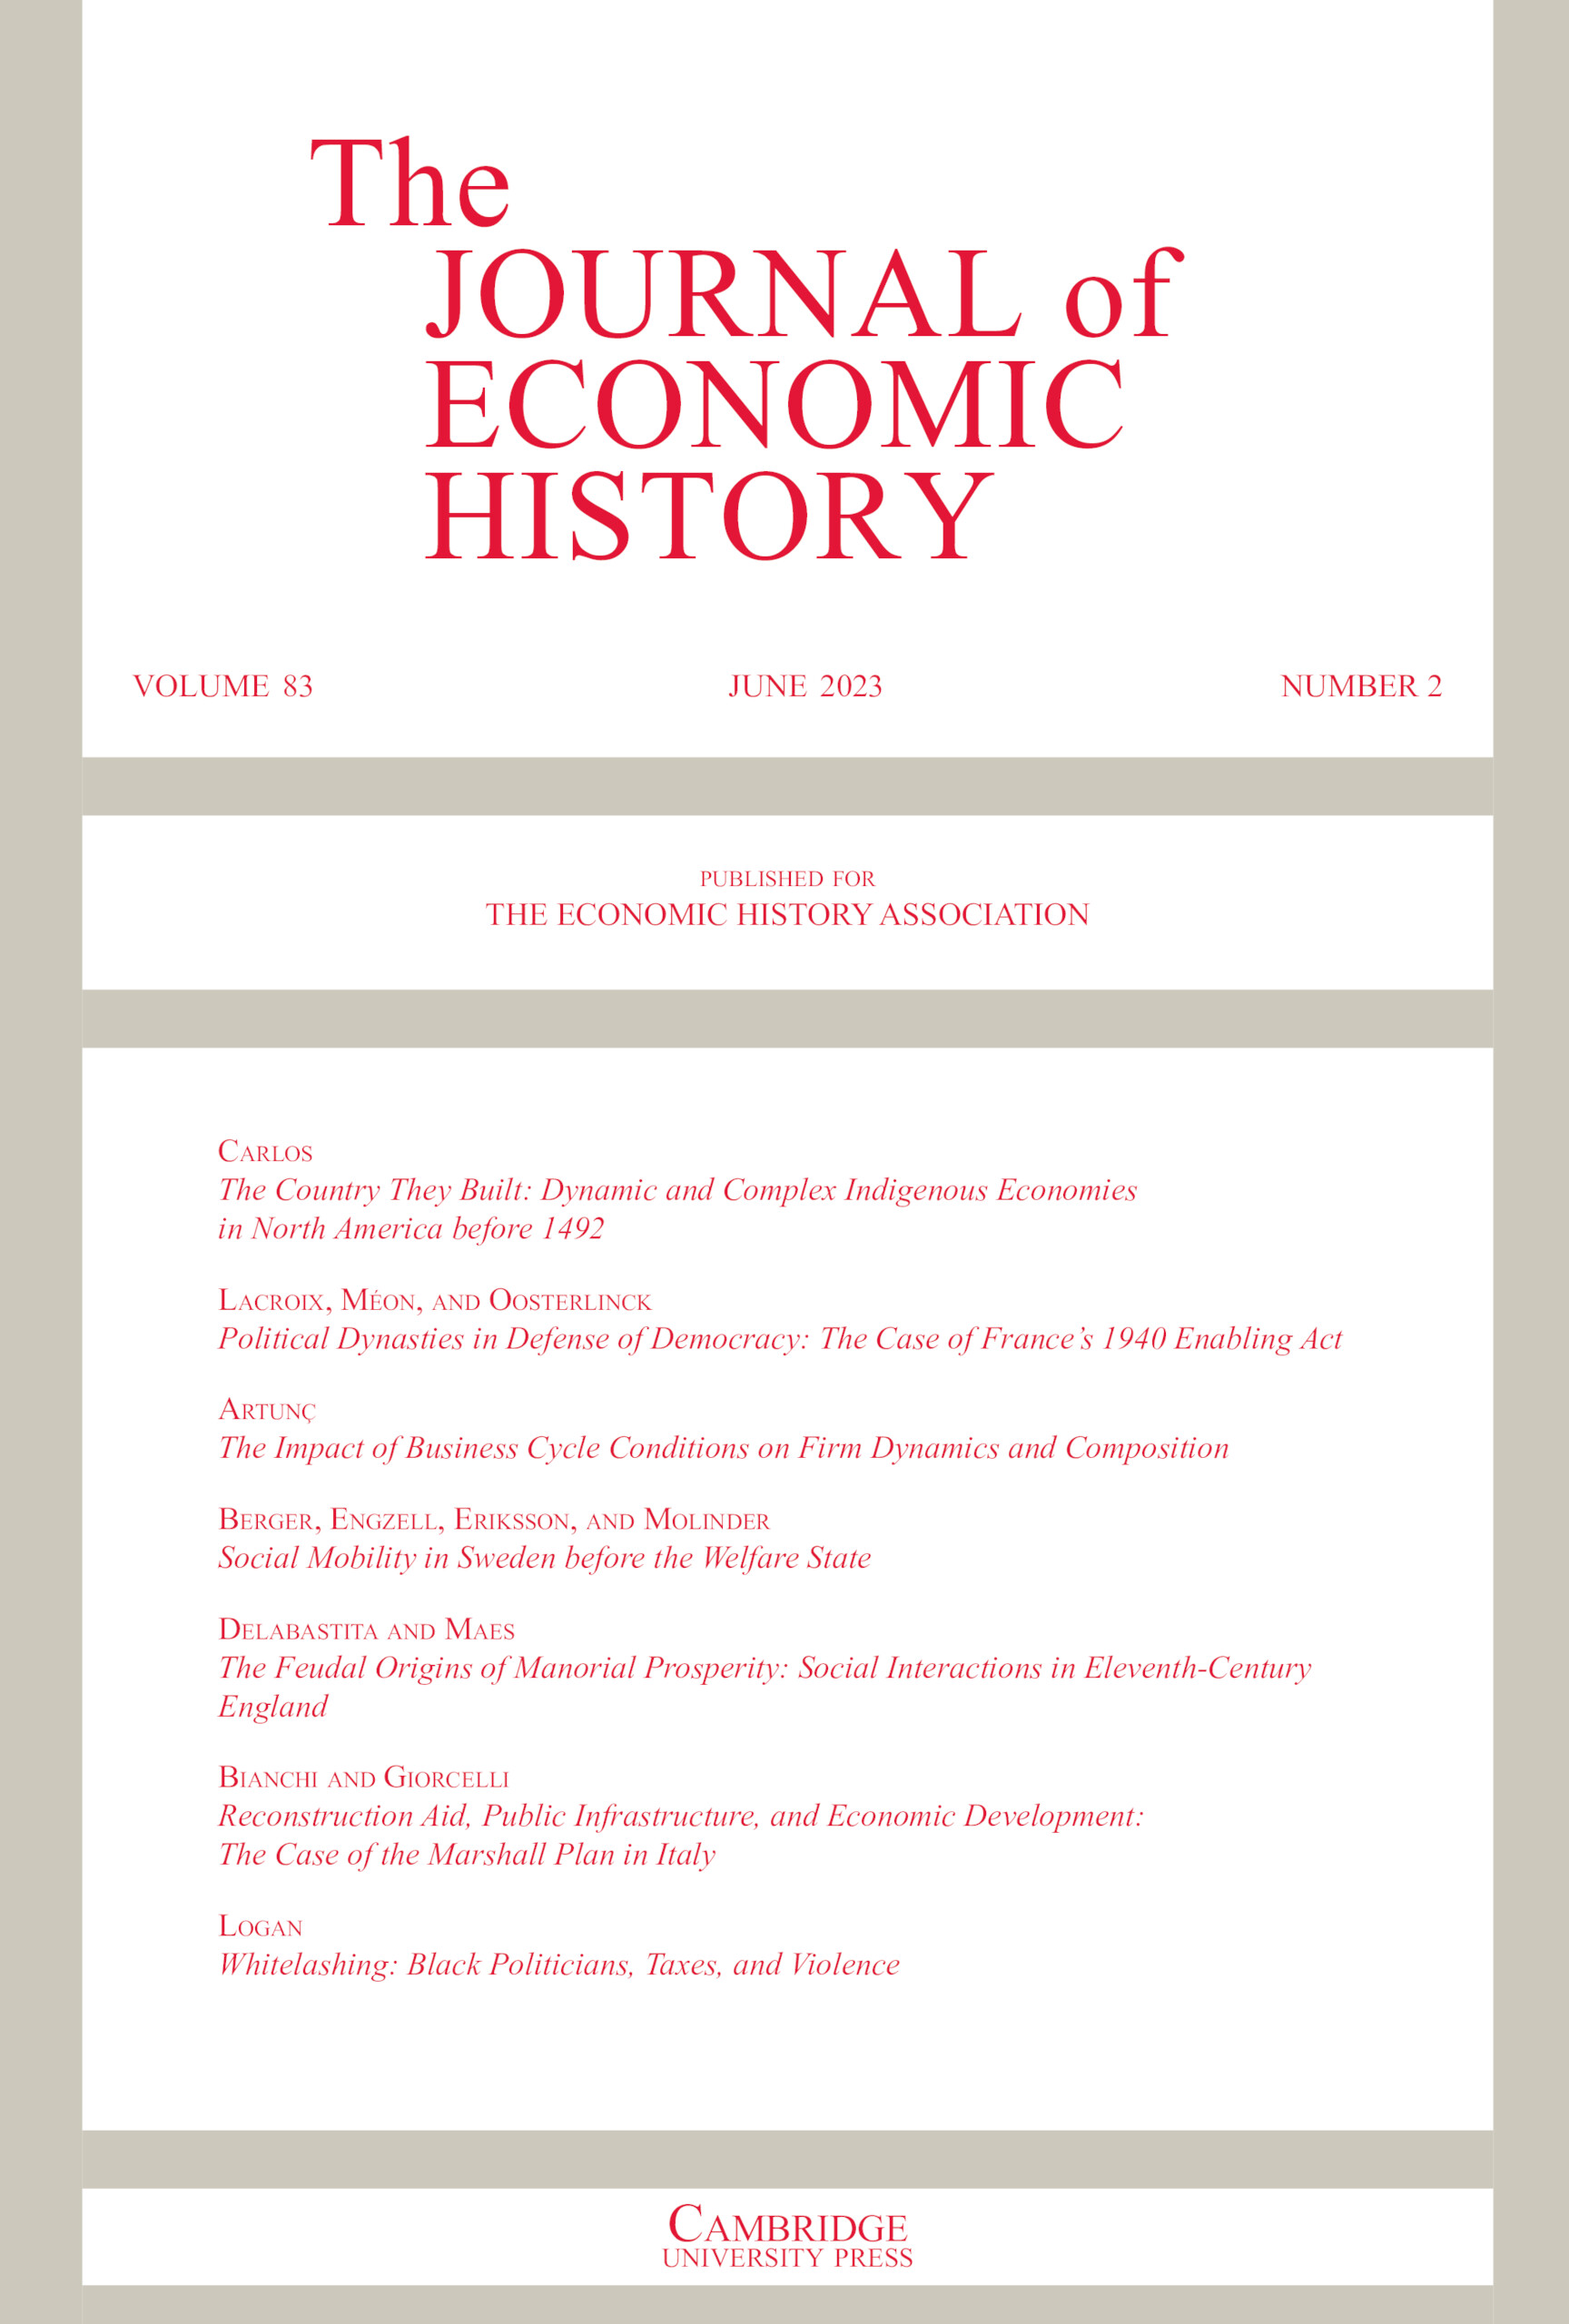 The
JOURNAL of
ECONOMIC
HISTORY
VOLUME 83 JUNE 2023 NUMBER 2
PUBLISHED FOR
THE ECONOMIC HISTORY ASSOCIATION
CARLOS
The Country They Built: Dynamic and Complex Indigenous Economies
in North America before 1492
LACROIX, MÉON, AND OOSTERLINCK
Political Dynasties in Defense of Democracy: The Case of France’s 1940 Enabling Act
ARTUNÇ
The Impact of Business Cycle Conditions on Firm Dynamics and Composition
BERGER, ENGZELL, ERIKSSON, AND MOLINDER
Social Mobility in Sweden before the Welfare State
DELABASTITA AND MAES
The Feudal Origins of Manorial Prosperity: Social Interactions in Eleventh-Century
England
BIANCHI AND GIORCELLI
Reconstruction Aid, Public Infrastructure, and Economic Development:
The Case of the Marshall Plan in Italy
LOGAN
Whitelashing: Black Politicians, Taxes, and Violence
CAMBRIDGE
UNIVERSITY PRESS